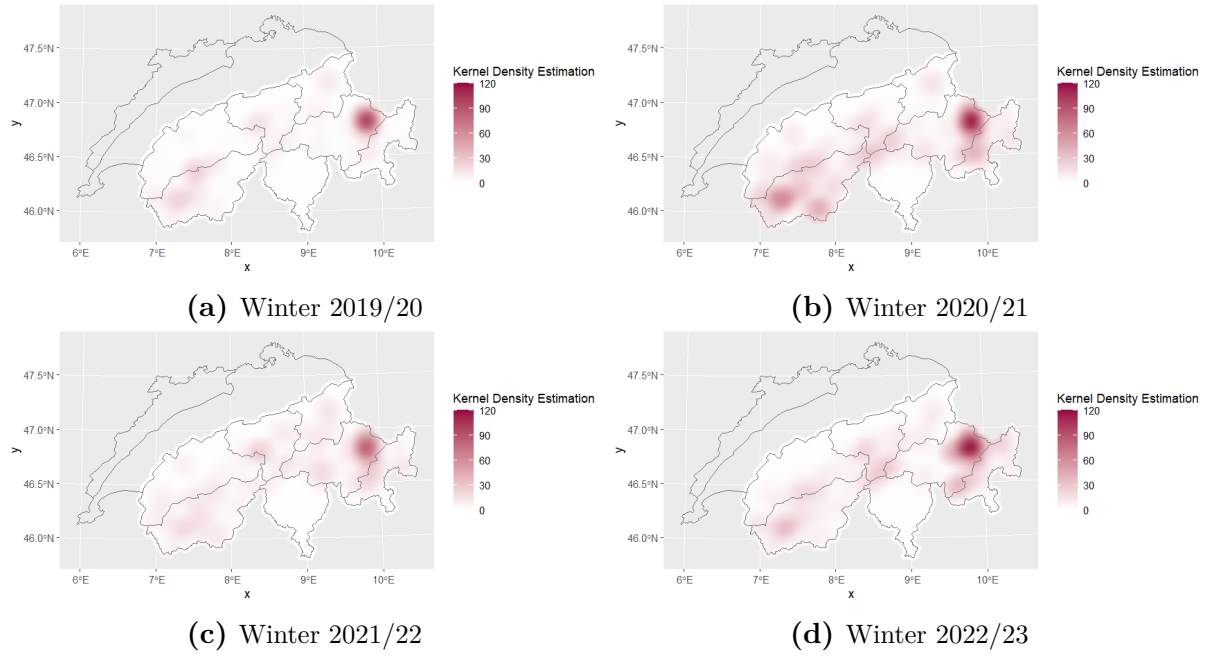 47.5°N
47.0°N
46.5°N
46.0°N
y
6°E 7°E 8°E 9°E 10°E
x
Kernel Density Estimation
120
90
60
30
0
(a) Winter 2019/20
47.5°N
47.0°N
46.5°N
46.0°N
y
6°E 7°E 8°E 9°E 10°E
x
Kernel Density Estimation
120
90
60
30
0
(b) Winter 2020/21
47.5°N
47.0°N
46.5°N
46.0°N
y
6°E 7°E 8°E 9°E 10°E
x
Kernel Density Estimation
120
90
60
30
0
(c) Winter 2021/22
47.5°N
47.0°N
46.5°N
46.0°N
y
6°E 7°E 8°E 9°E 10°E
x
Kernel Density Estimation
120
90
60
30
0
(d) Winter 2022/23